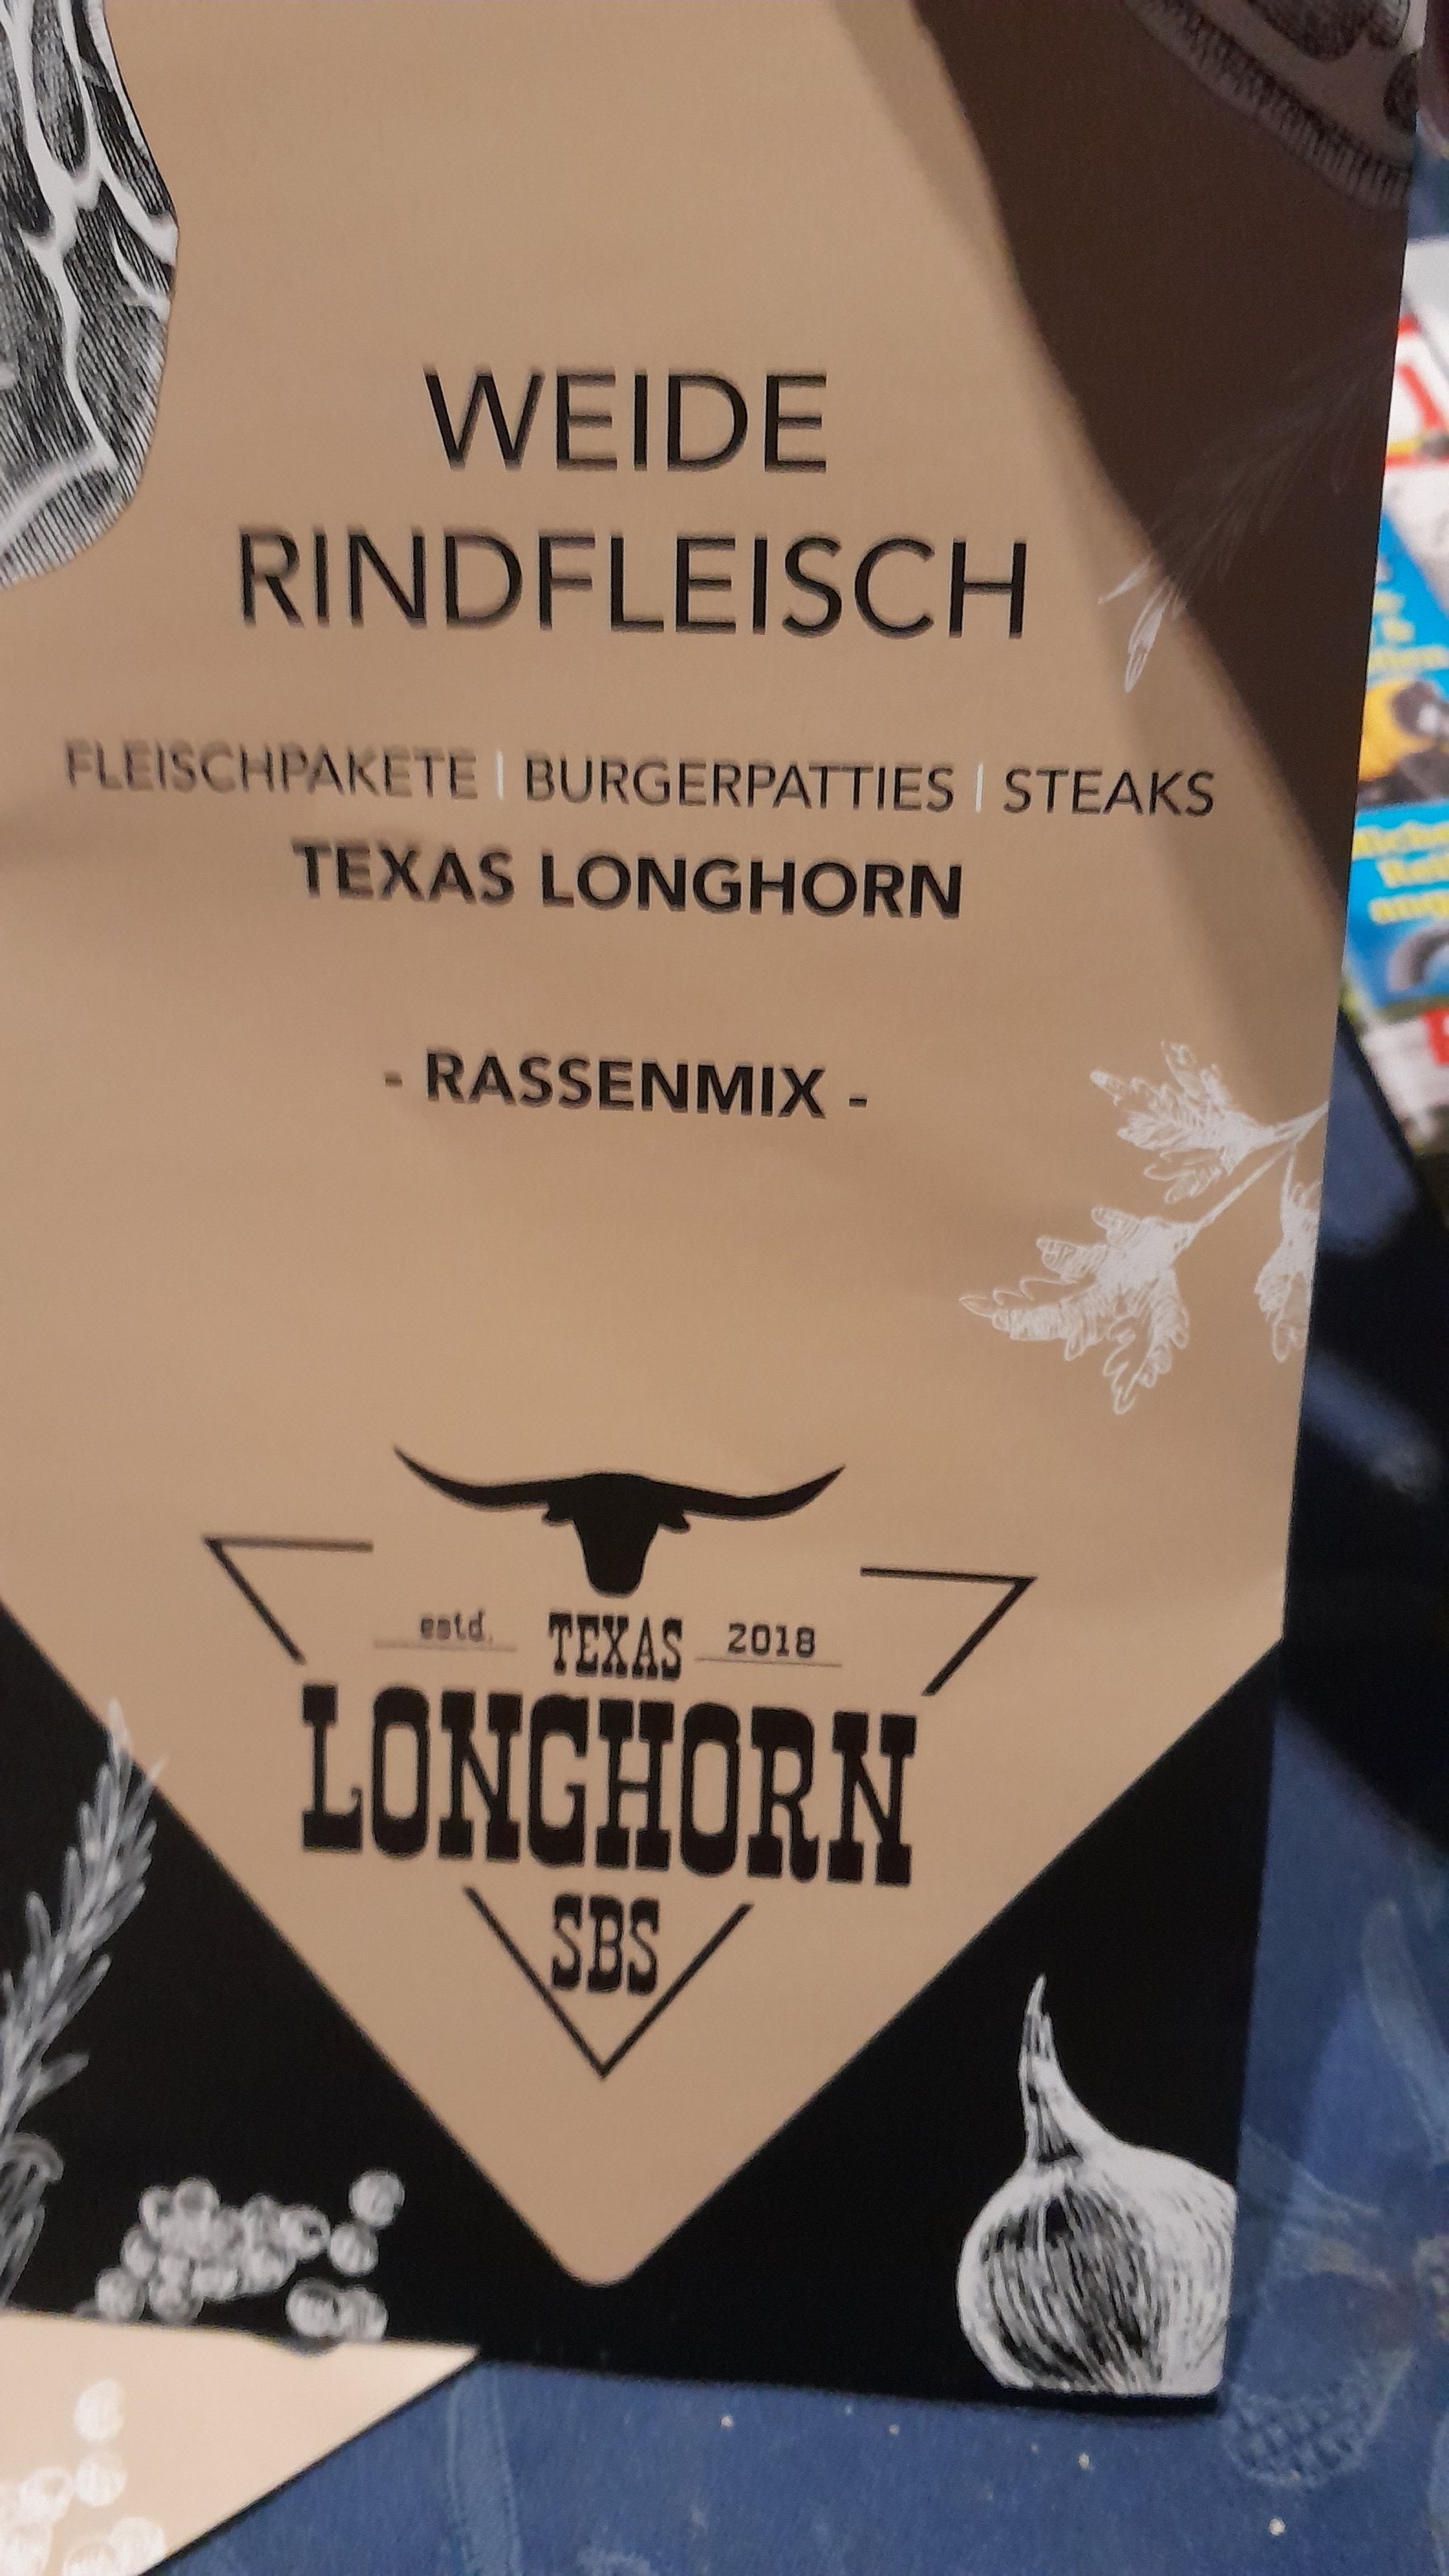 WEIDE
RINDFLEISCH
FLEISCHPAKETE | BURGERPATTIES | STEAKS
TEXAS LONGHORN
- RASSENMIX -
estd. TEXAS 2018
LONGHORN
SBS